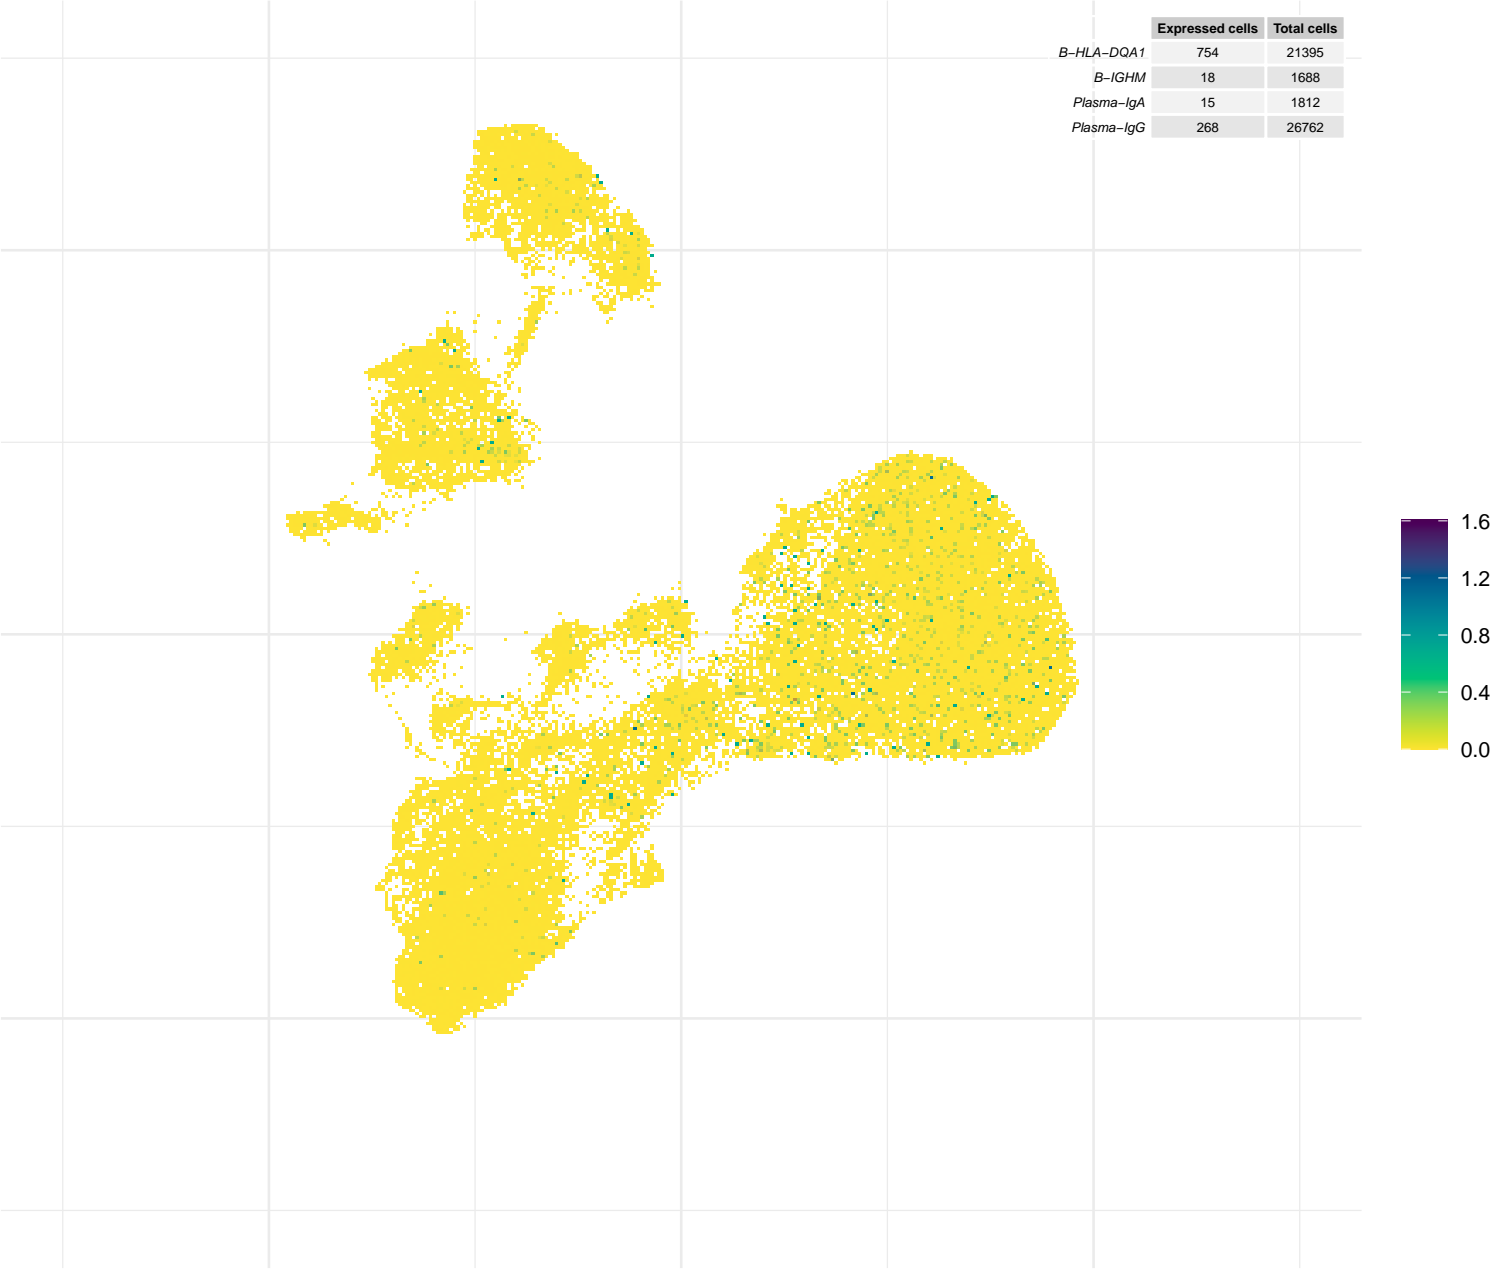 Expressed cells Total cells
B−HLA−DQA1 754 21395
B−IGHM 18 1688
Plasma−IgA 15 1812
Plasma−IgG 268 26762
1.6
1.2
0.8
0.4
0.0